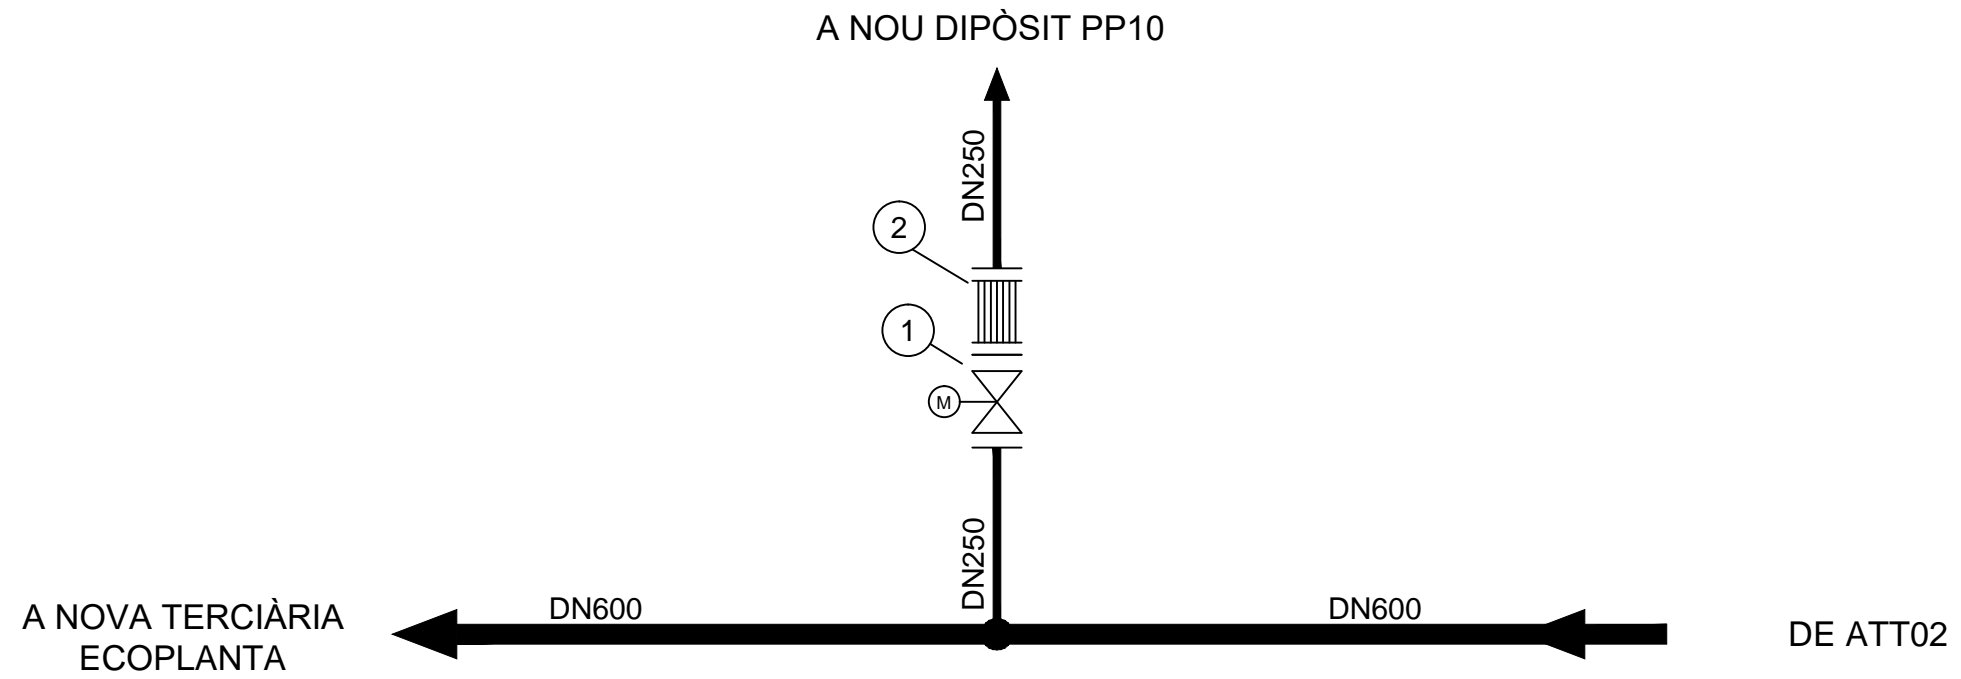 A NOU DIPÒSIT PP10
DN250
2
1
M
DN250
A NOVA TERCIÀRIA
ECOPLANTA
DN600
DN600
DE ATT02